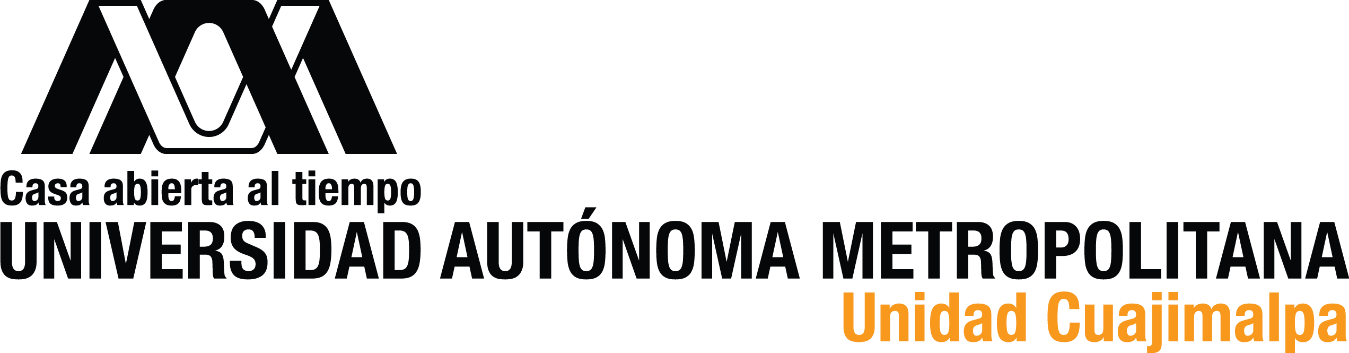 Casa abierta al tiempo
UNIVERSIDAD AUTÓNOMA METROPOLITANA
Unidad Cuajimalpa